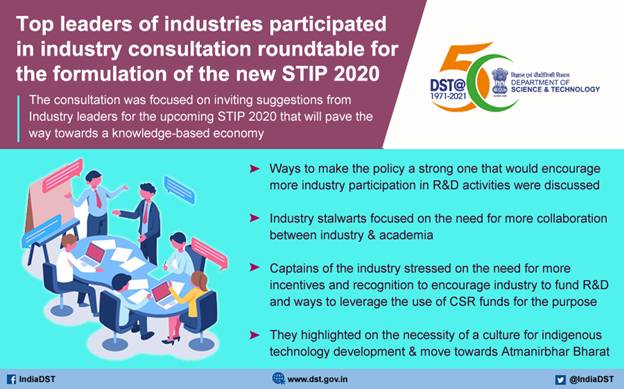 Top leaders of industries participated
in industry consultation roundtable for
the formulation of the new STIP 2020
The consultation was focused on inviting suggestions from
Industry leaders for the upcoming STIP 2020 that will pave the
way towards a knowledge-based economy
50
DST@
1971-2021
विज्ञान एवं प्रौद्योगिकी विभाग
DEPARTMENT OF
SCIENCE & TECHNOLOGY
➤ Ways to make the policy a strong one that would encourage
more industry participation in R&D activities were discussed
➤ Industry stalwarts focused on the need for more collaboration
between industry & academia
➤ Captains of the industry stressed on the need for more
incentives and recognition to encourage industry to fund R&D
and ways to leverage the use of CSR funds for the purpose
➤ They highlighted on the necessity of a culture for indigenous
technology development & move towards Atmanirbhar Bharat
IndiaDST
www.dst.gov.in
@IndiaDST